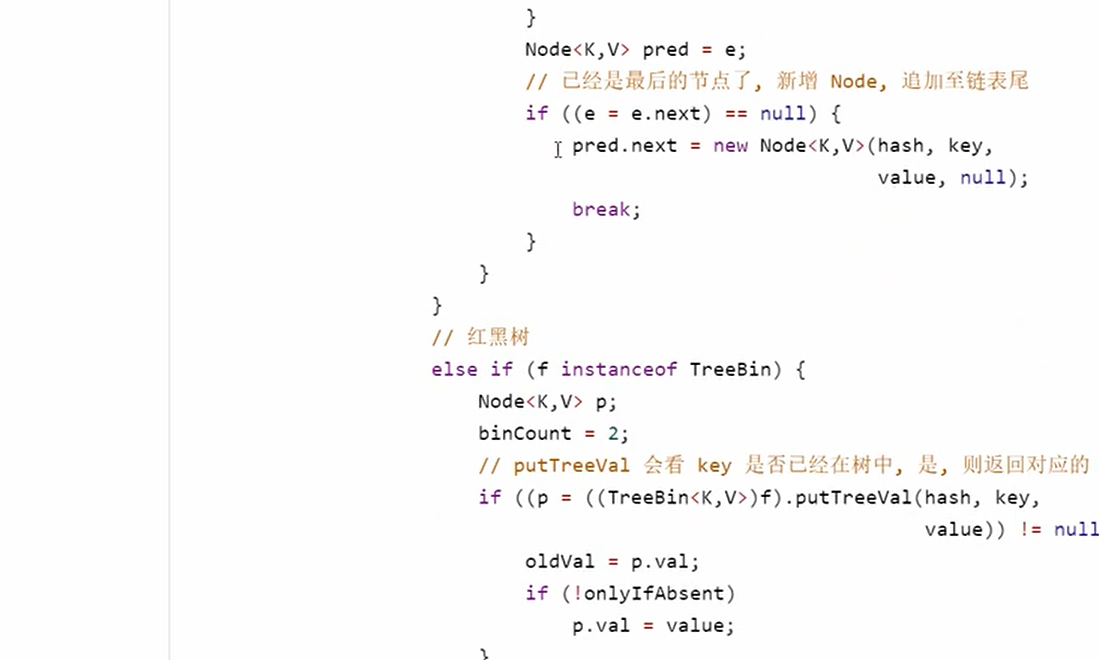 }
Node<K,V> pred = e;
// 已经是最后的节点了, 新增 Node, 追加至链表尾
if ((e = e.next) == null) {
pred.next = new Node<K,V>(hash, key,
value, null);
break;
}
}
}
// 红黑树
else if (f instanceof TreeBin) {
Node<K,V> p;
binCount = 2;
// putTreeVal 会看 key 是否已经在树中, 是, 则返回对应的
if ((p = ((TreeBin<K,V>)f).putTreeVal(hash, key,
value)) != null
oldVal = p.val;
if (!onlyIfAbsent)
p.val = value;
}